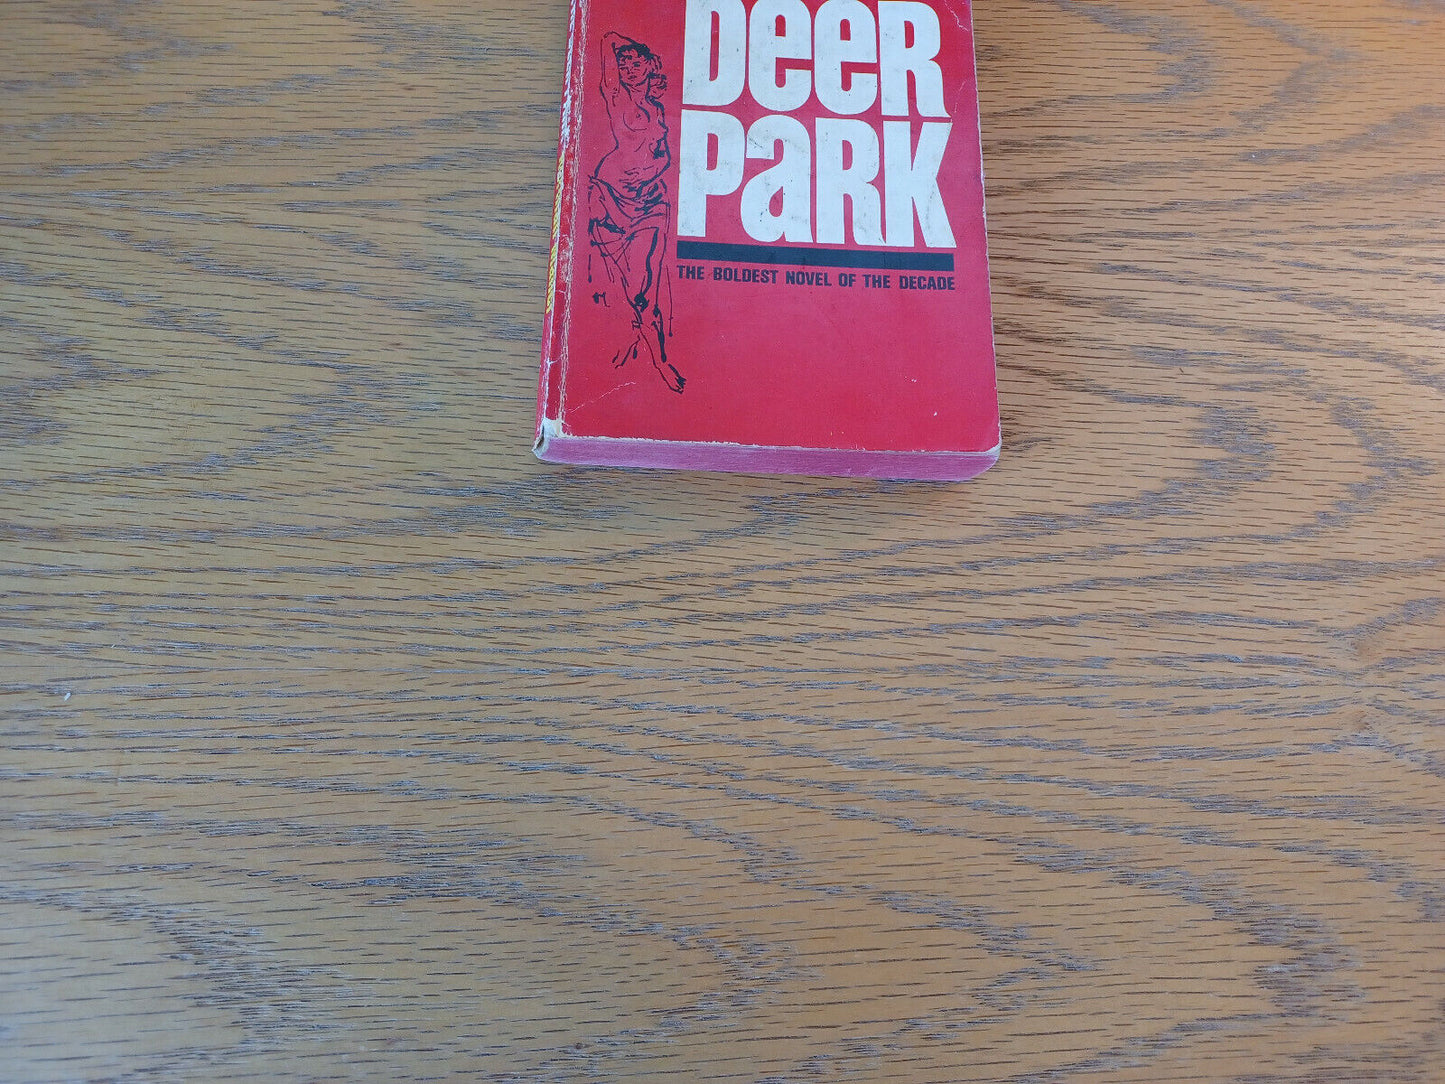 DeeR
PaRK
THE BOLDEST NOVEL OF THE DECADE